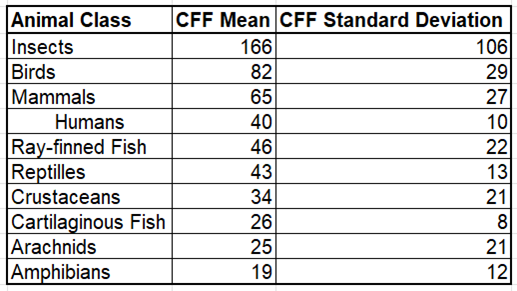 Animal Class CFF Mean CFF Standard Deviation
Insects 166 106
Birds 82 29
Mammals 65 27
Humans 40 10
Ray-finned Fish 46 22
Reptilles 43 13
Crustaceans 34 21
Cartilaginous Fish 26 8
Arachnids 25 21
Amphibians 19 12